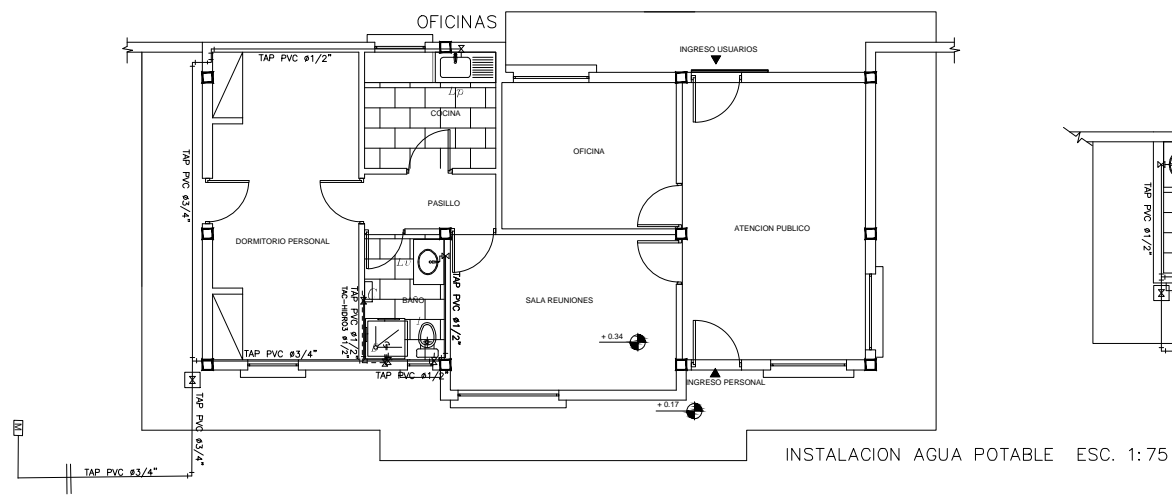 OFICINAS
INGRESO USUARIOS
TAP PVC ø1/2"
Lp
COCINA
OFICINA
TAP PVC ø3/4"
TAP PVC ø1/2"
PASILLO
ATENCION PUBLICO
DORMITORIO PERSONAL
Lv
BAÑO
SALA REUNIONES
TAP PVC ø1/2"
TAP PVC ø1/2"
TAC-HIDRO3 ø1/2"
+ 0.34
TAP PVC ø3/4"
TAP PVC ø1/2"
INGRESO PERSONAL
+ 0.17
TAP PVC ø3/4"
M
TAP PVC ø3/4"
INSTALACION AGUA POTABLE ESC. 1:75